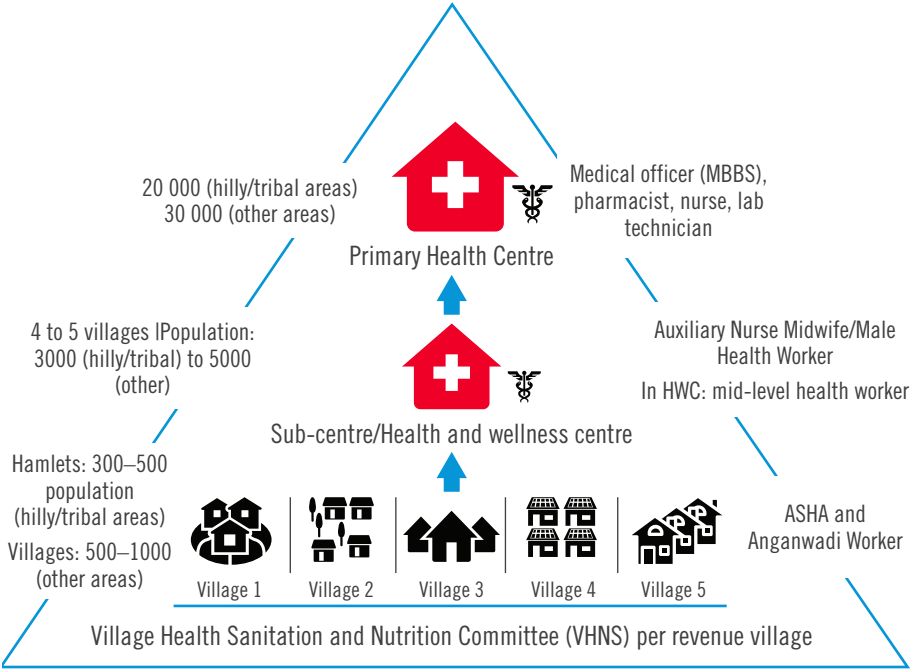 20 000 (hilly/tribal areas)
30 000 (other areas)
Medical officer (MBBS),
pharmacist, nurse, lab
technician
Primary Health Centre
4 to 5 villages |Population:
3000 (hilly/tribal) to 5000
(other)
Auxiliary Nurse Midwife/Male
Health Worker
In HWC: mid-level health worker
Sub-centre/Health and wellness centre
Hamlets: 300–500
population
(hilly/tribal areas)
Villages: 500–1000
(other areas)
ASHA and
Anganwadi Worker
Village 1
Village 2
Village 3
Village 4
Village 5
Village Health Sanitation and Nutrition Committee (VHNS) per revenue village